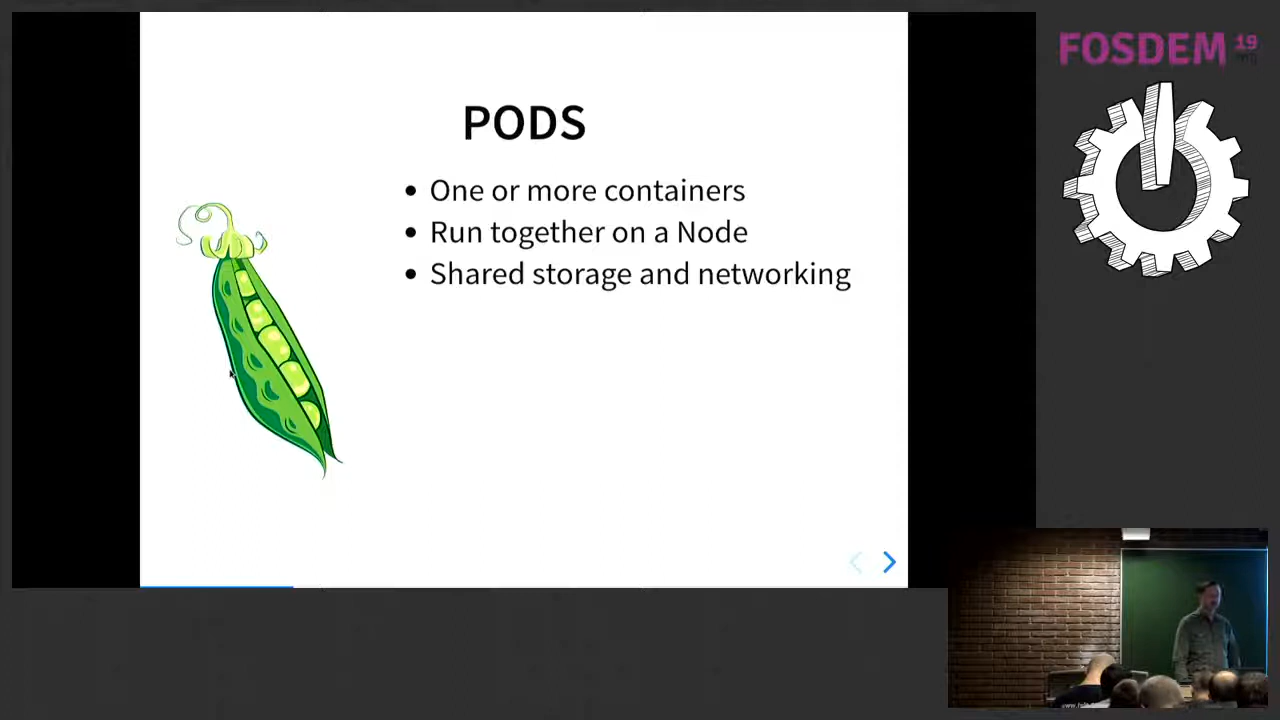 PODS
One or more containers
Run together on a Node
Shared storage and networking
FOSDEM 19